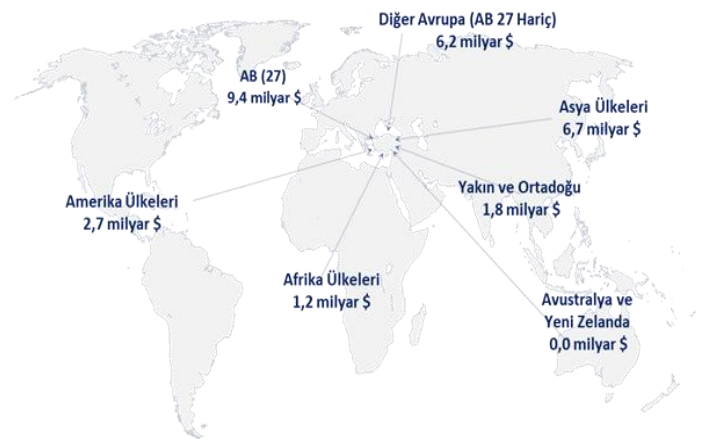 Diğer Avrupa (AB 27 Hariç)
6,2 milyar $
AB (27)
9,4 milyar $
Asya Ülkeleri
6,7 milyar $
Yakın ve Ortadoğu
1,8 milyar $
Amerika Ülkeleri
2,7 milyar $
Afrika Ülkeleri
1,2 milyar $
Avustralya ve
Yeni Zelanda
0,0 milyar $